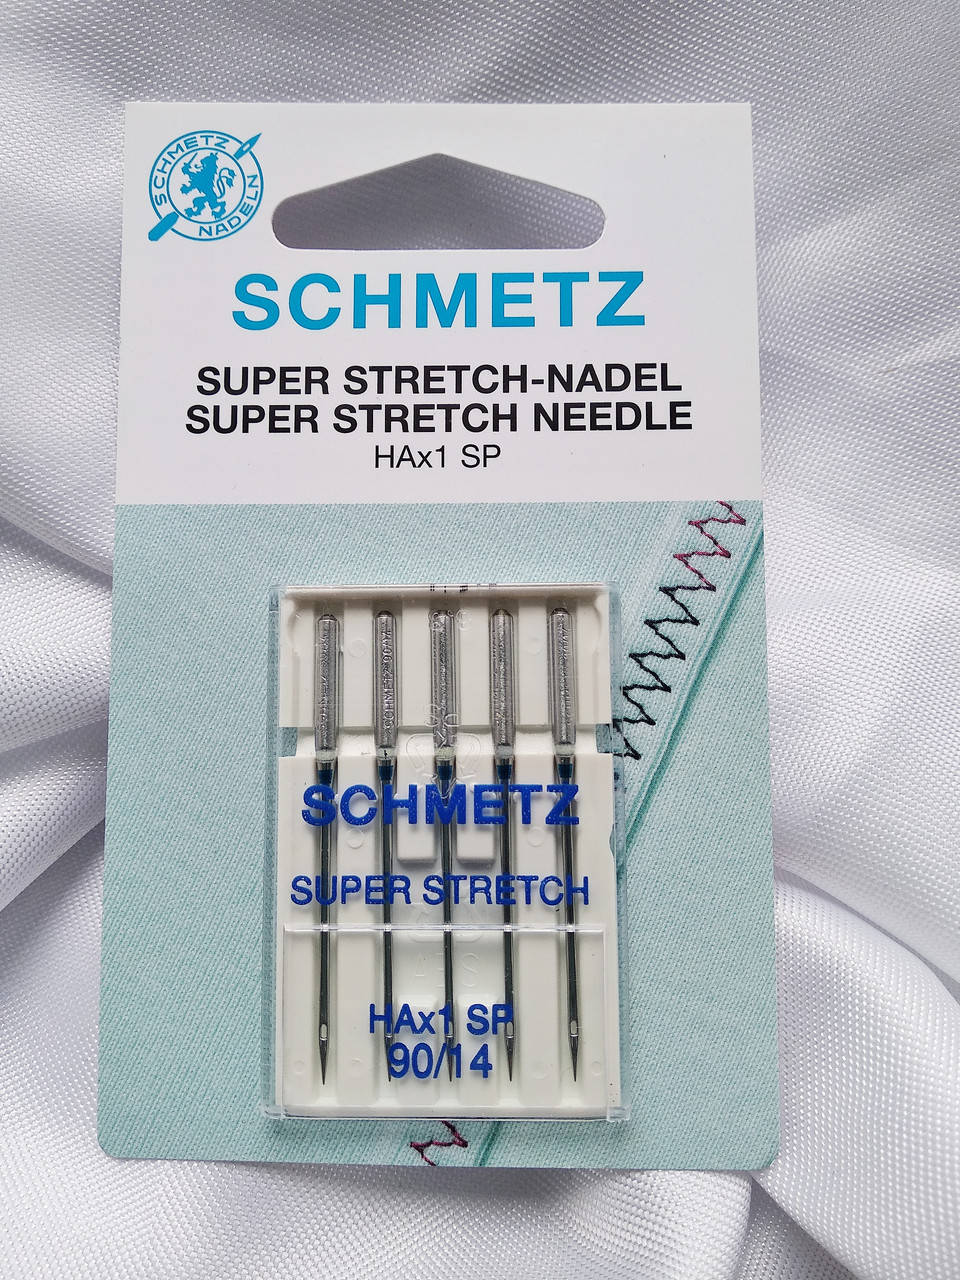 SCHMETZ
NADELN
SCHMETZ
SUPER STRETCH-NADEL
SUPER STRETCH NEEDLE
HAx1 SP
SCHMETZ
SUPER STRETCH
HAx1 SP
90/14